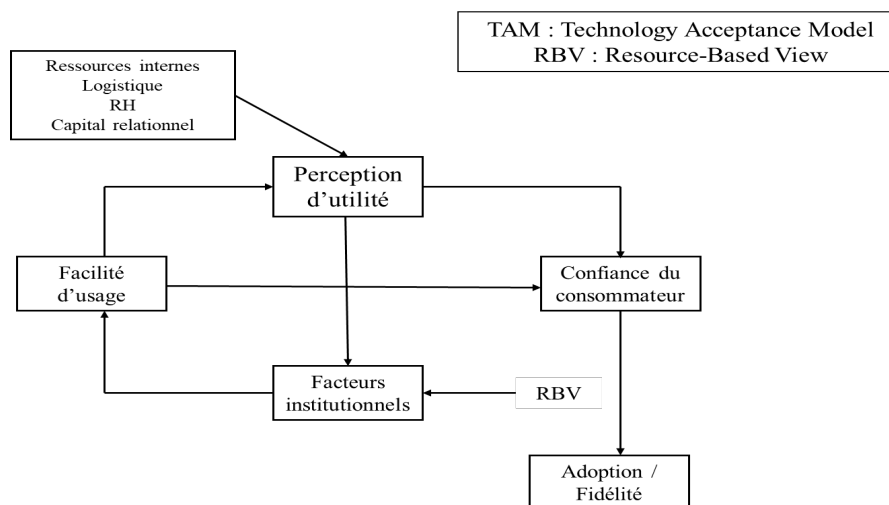 TAM : Technology Acceptance Model
RBV : Resource-Based View
Ressources internes
Logistique
RH
Capital relationnel
Perception
d’utilité
Facilité
d’usage
Confiance du
consommateur
Facteurs
institutionnels
RBV
Adoption /
Fidélité